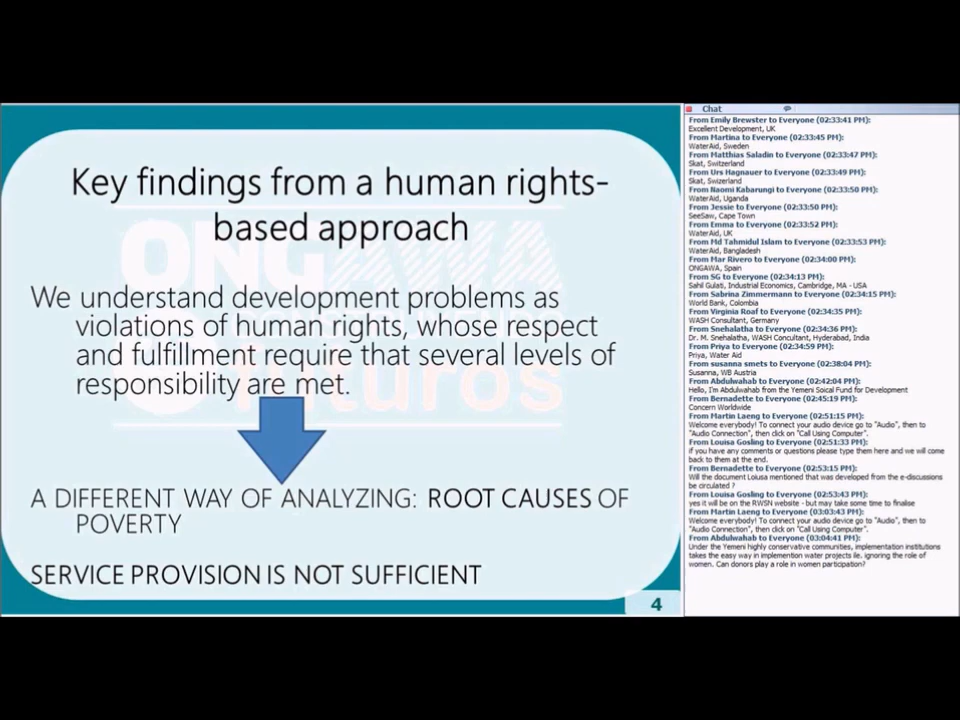 Key findings from a human rights-
based approach
We understand development problems as
violations of human rights, whose respect
and fulfillment require that several levels of
responsibility are met.
A DIFFERENT WAY OF ANALYZING: ROOT CAUSES OF
POVERTY
SERVICE PROVISION IS NOT SUFFICIENT
4
ONGAWA
futuros
Chat
From Emily Brewster to Everyone (02:33:41 PM):
Excellent Development, UK
From Martina to Everyone (02:33:45 PM):
WaterAid, Sweden
From Matthias Saladin to Everyone (02:33:47 PM):
Skat, Switzerland
From Urs Hagnauer to Everyone (02:33:49 PM):
Skat, Swizerland
From Naomi Kabarungi to Everyone (02:33:50 PM):
WaterAid, Uganda
From Jessie to Everyone (02:33:50 PM):
SeeSaw, Cape Town
From Emma to Everyone (02:33:52 PM):
WaterAid, UK
From Md Tahmidul Islam to Everyone (02:33:53 PM):
WaterAid, Bangladesh
From Mar Rivero to Everyone (02:34:00 PM):
ONGAWA, Spain
From SG to Everyone (02:34:13 PM):
Sahil Gulati, Industrial Economics, Cambridge, MA - USA
From Sabrina Zimmermann to Everyone (02:34:15 PM):
World Bank, Colombia
From Virginia Roaf to Everyone (02:34:35 PM):
WASH Consultant, Germany
From Snehalatha to Everyone (02:34:36 PM):
Dr. M. Snehalatha, WASH Concultant, Hyderabad, India
From Priya to Everyone (02:34:59 PM):
Priya, Water Aid
From susanna smets to Everyone (02:38:04 PM):
Susanna, WB Austria
From Abdulwahab to Everyone (02:42:04 PM):
Hello, I'm Abdulwahab from the Yemeni Soical Fund for Development
From Bernadette to Everyone (02:45:19 PM):
Concern Worldwide
From Martin Laeng to Everyone (02:51:15 PM):
Welcome everybody! To connect your audio device go to "Audio", then to
"Audio Connection", then click on "Call Using Computer".
From Louisa Gosling to Everyone (02:51:33 PM):
if you have any comments or questions please type them here and we will come
back to them at the end.
From Bernadette to Everyone (02:53:15 PM):
Will the document Loiusa mentioned that was developed from the e-discussions
be circulated ?
From Louisa Gosling to Everyone (02:53:43 PM):
yes it will be on the RWSN website - but may take some time to finalise
From Martin Laeng to Everyone (03:03:43 PM):
Welcome everybody! To connect your audio device go to "Audio", then to
"Audio Connection", then click on "Call Using Computer".
From Abdulwahab to Everyone (03:04:41 PM):
Under the Yemeni highly conservative communities, implementation institutions
takes the easy way in implemention water projects ie. ignoring the role of
women. Can donors play a role in women participation?